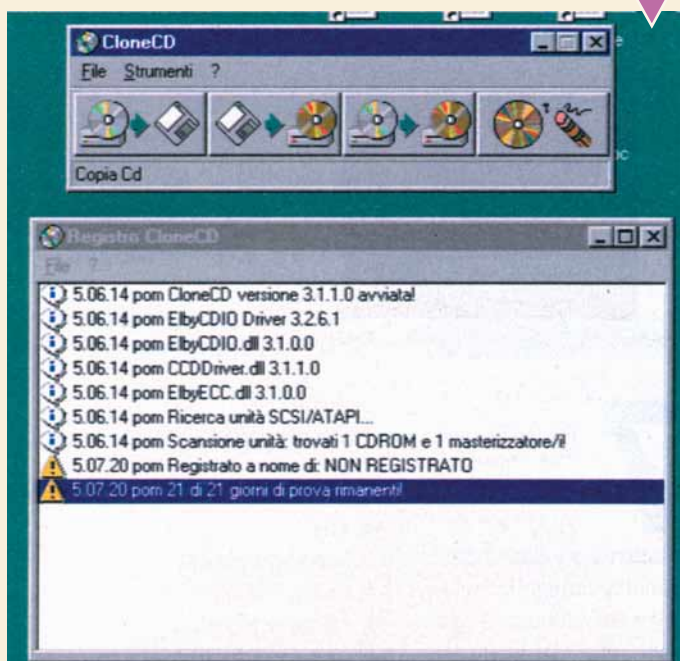 CloneCD
File Strumenti ?
Copia Cd
Registro CloneCD
File ?
5.06.14 pom CloneCD versione 3.1.1.0 avviata!
5.06.14 pom ElbyCDIO Driver 3.2.6.1
5.06.14 pom ElbyCDIO.dll 3.1.0.0
5.06.14 pom CCDDriver.dll 3.1.1.0
5.06.14 pom ElbyECC.dll 3.1.0.0
5.06.14 pom Ricerca unità SCSI/ATAPI...
5.06.14 pom Scansione unità: trovati 1 CDROM e 1 masterizzatore/i!
5.07.20 pom Registrato a nome di: NON REGISTRATO
5.07.20 pom 21 di 21 giorni di prova rimanenti!